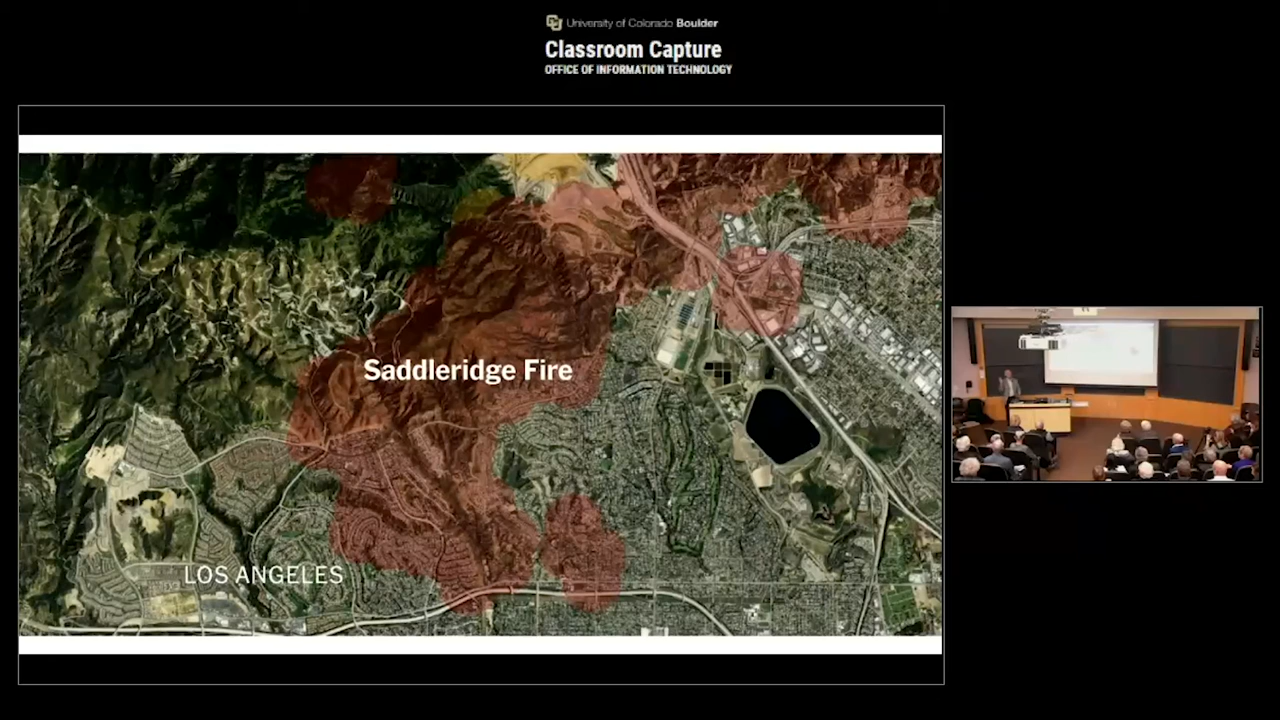 University of Colorado Boulder
Classroom Capture
OFFICE OF INFORMATION TECHNOLOGY
Saddleridge Fire
LOS ANGELES